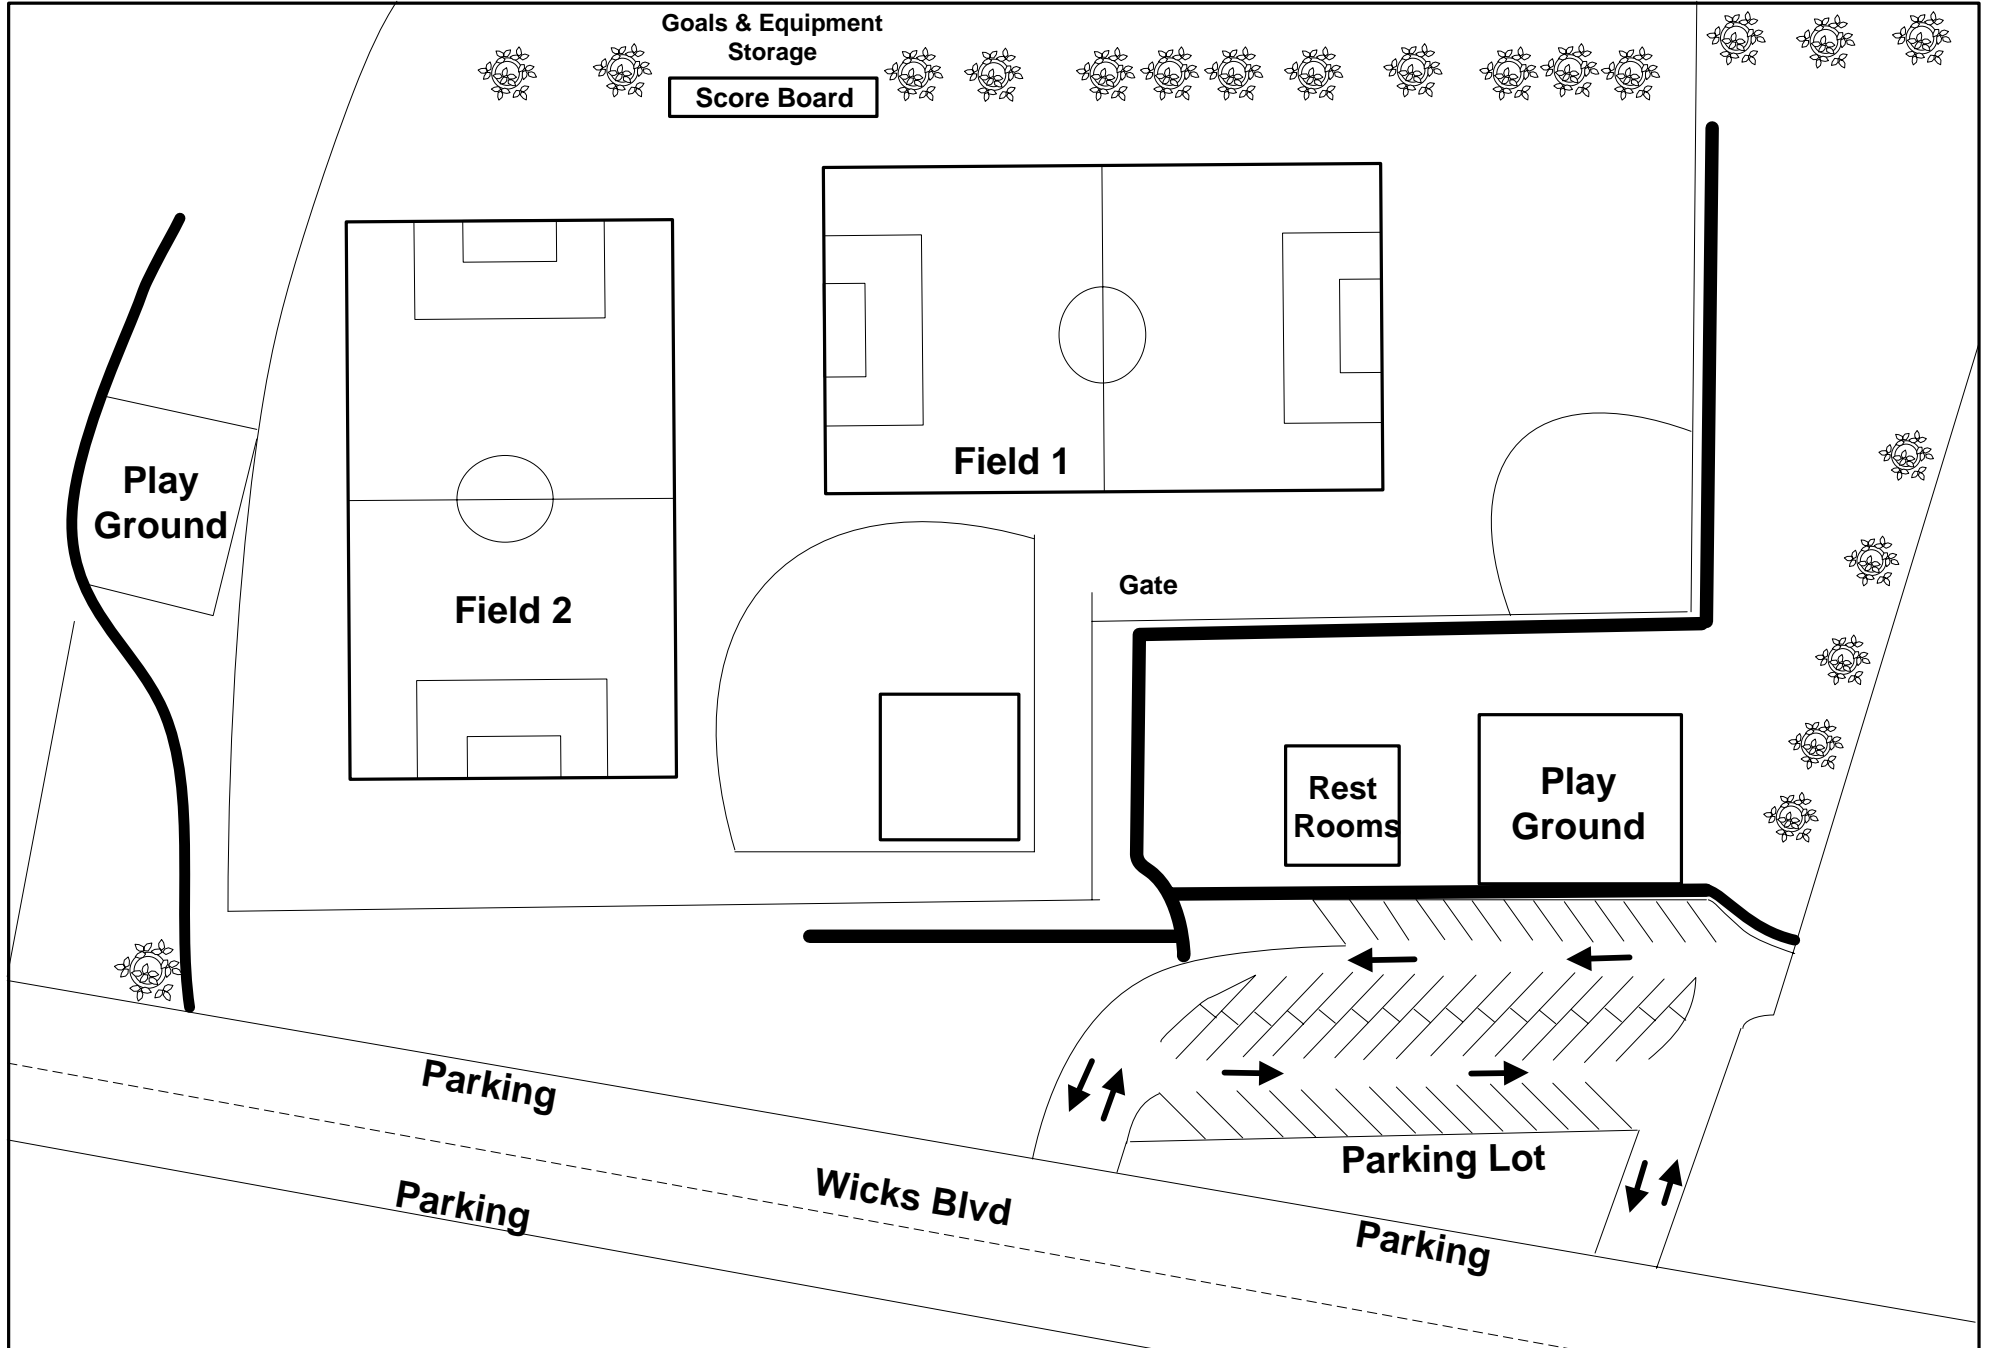 Goals & Equipment
Storage
Score Board
Field 1
Play
Ground
Field 2
Gate
Rest
Rooms
Play
Ground
Parking
Parking
Wicks Blvd
Parking Lot
Parking